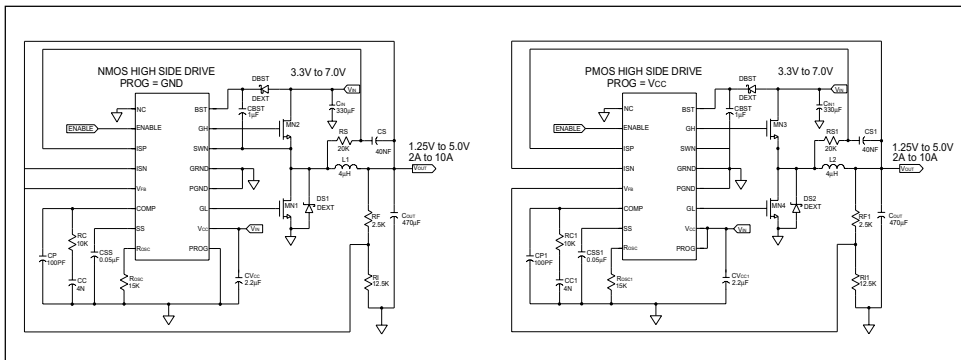 NMOS HIGH SIDE DRIVE
PROG = GND
3.3V to 7.0V
DBST
DEXT
VIN
CIN
330µF
NC
BST
CBST
1µF
MN2
ENABLE
ENABLE
GH
RS
20K
CS
40NF
ISP
SWN
1.25V to 5.0V
2A to 10A
ISN
GRND
L1
4µH
VOUT
VFB
PGND
COMP
GL
MN1
DS1
DEXT
RF
2.5K
COUT
470µF
RC
10K
SS
VCC
VIN
CP
100PF
CSS
0.05µF
ROSC
PROG
CC
4N
ROSC
15K
CVCC
2.2µF
RI
12.5K
PMOS HIGH SIDE DRIVE
PROG = VCC
3.3V to 7.0V
DBST
DEXT
VIN
CIN1
330µF
NC
BST
CBST
1µF
MN3
ENABLE
ENABLE
GH
RS1
20K
CS1
40NF
ISP
SWN
1.25V to 5.0V
2A to 10A
ISN
GRND
L2
4µH
VOUT
VFB
PGND
COMP
GL
MN4
DS2
DEXT
RF1
2.5K
COUT
470µF
RC1
10K
SS
VCC
VIN
CP1
100PF
CSS1
0.05µF
ROSC
PROG
CC1
4N
ROSC1
15K
CVCC1
2.2µF
RI1
12.5K